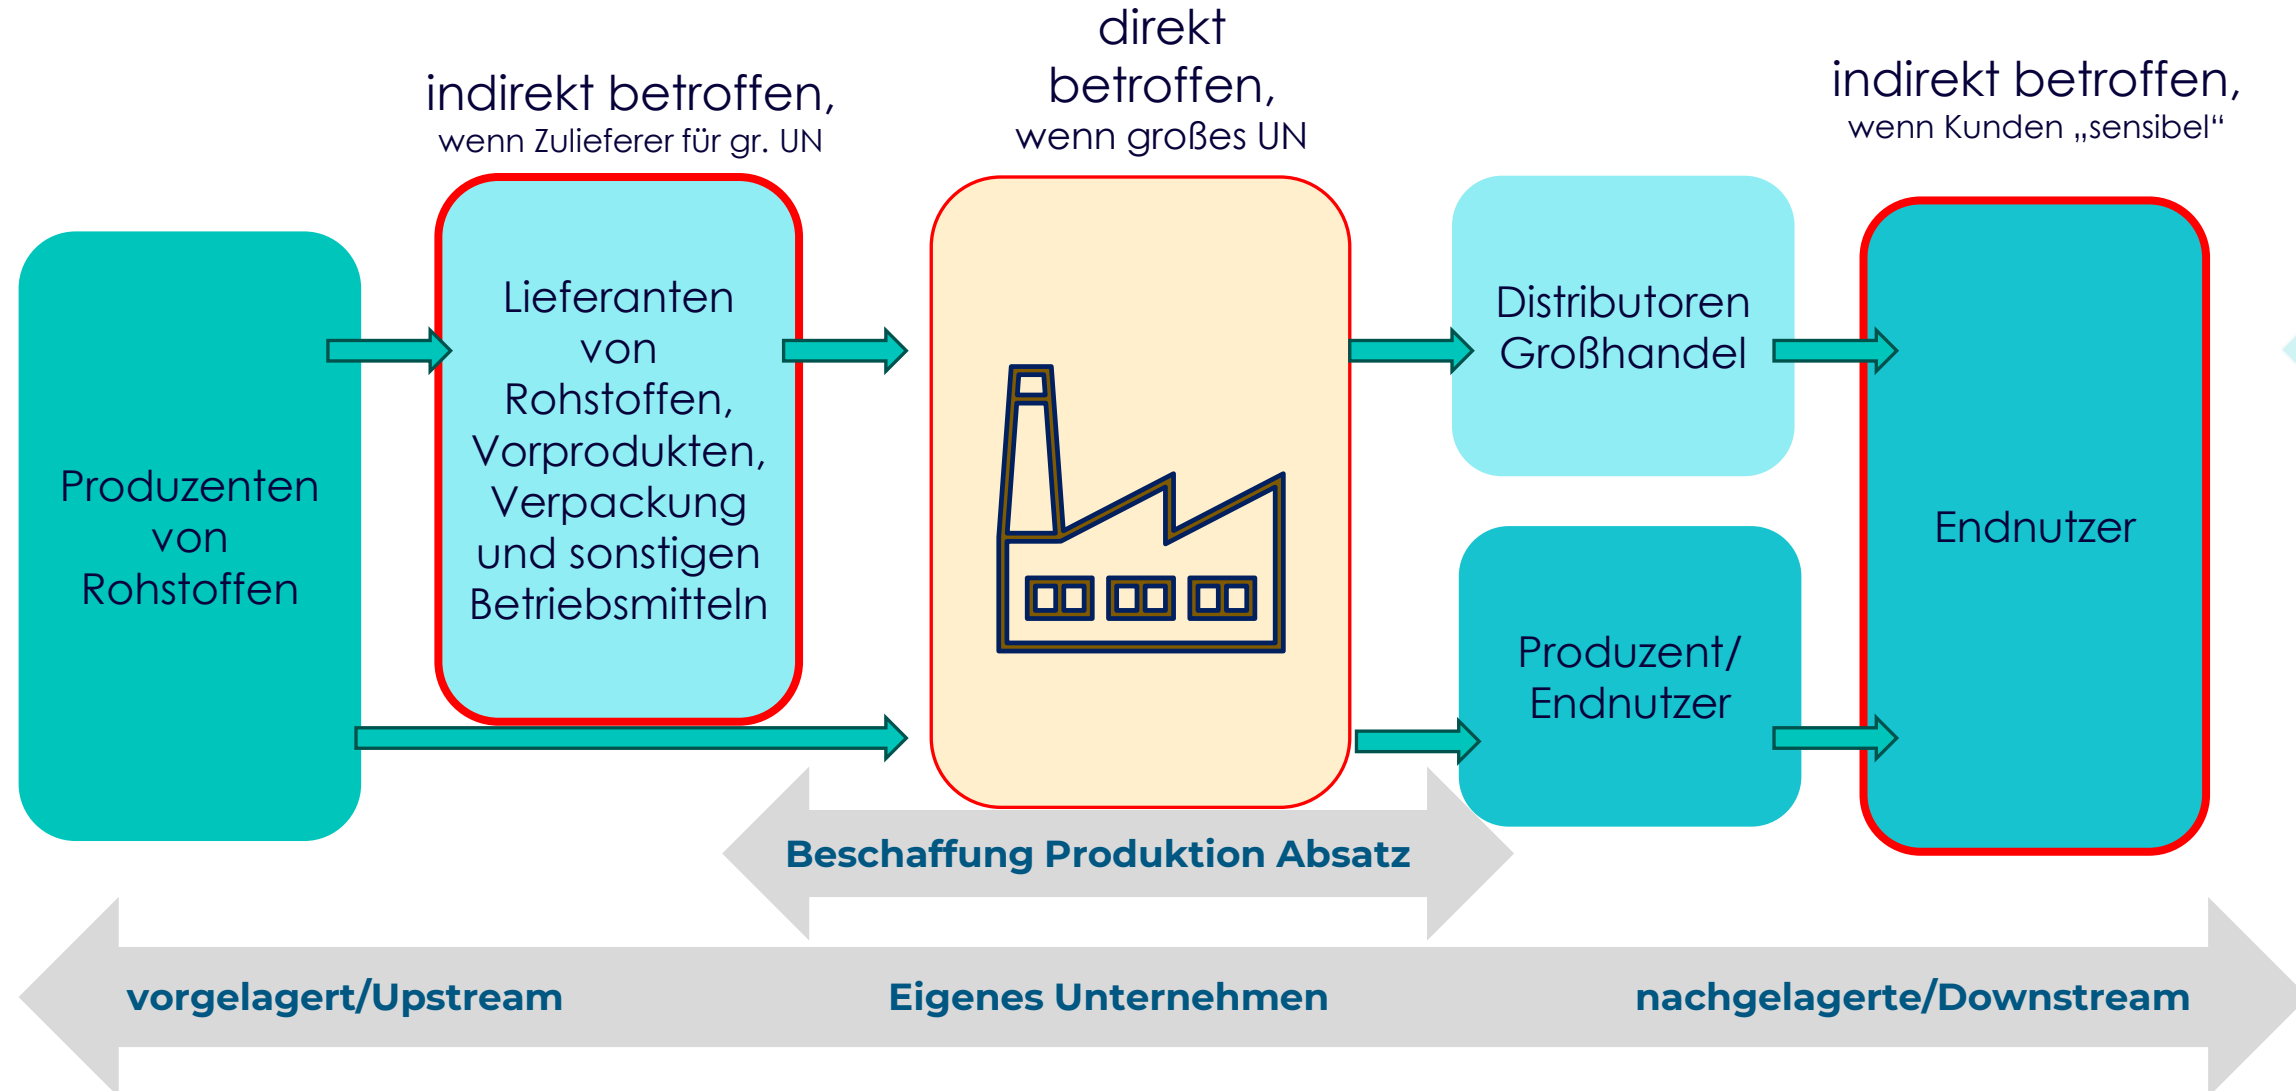 direkt
betroffen,
wenn großes UN
indirekt betroffen,
wenn Zulieferer für gr. UN
indirekt betroffen,
wenn Kunden „sensibel“
Produzenten
von
Rohstoffen
Lieferanten
von
Rohstoffen,
Vorprodukten,
Verpackung
und sonstigen
Betriebsmitteln
Distributoren
Großhandel
Produzent/
Endnutzer
Endnutzer
Beschaffung Produktion Absatz
vorgelagert/Upstream
Eigenes Unternehmen
nachgelagerte/Downstream